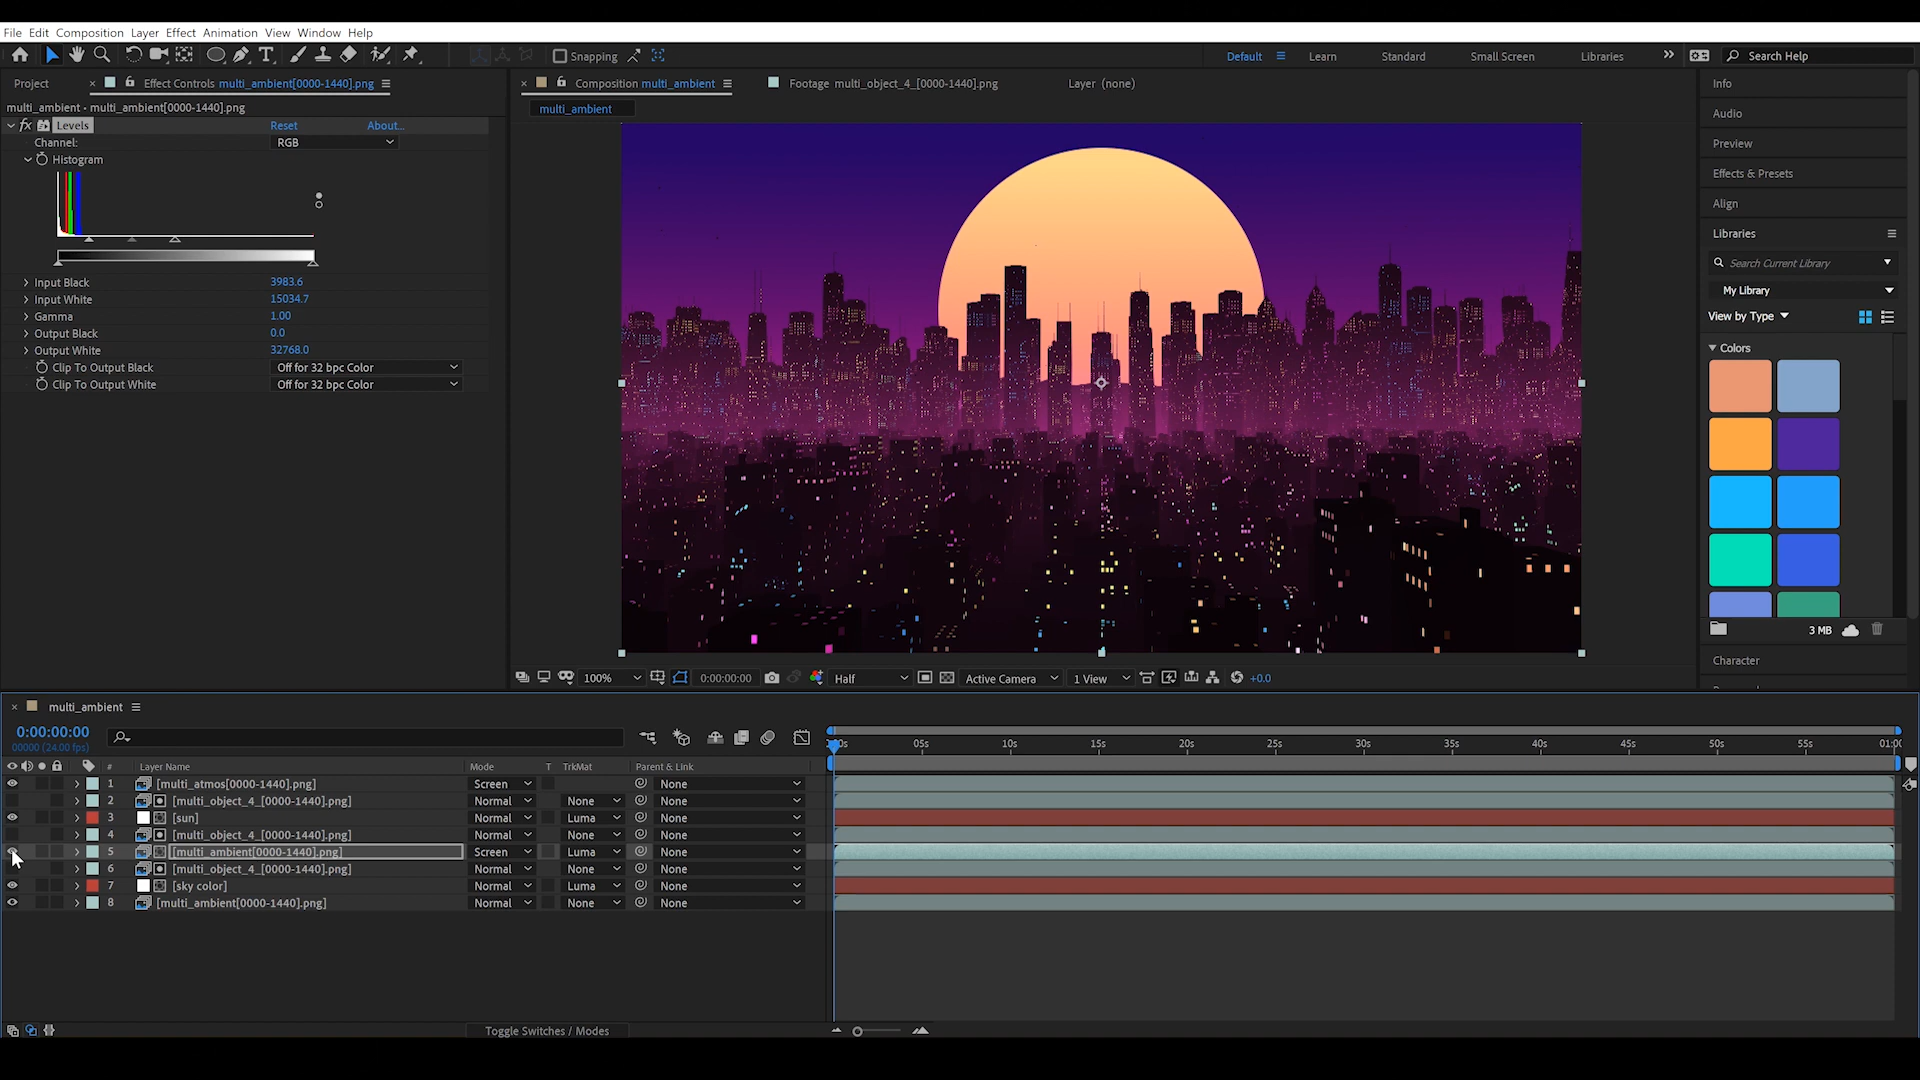 File Edit Composition Layer Effect Animation View Window Help
Snapping
Default Learn Standard Small Screen Libraries » Search Help
Project × Effect Controls multi_ambient[0000-1440].png
× Composition multi_ambient Footage multi_object_4_[0000-1440].png Layer (none)
multi_ambient • multi_ambient[0000-1440].png
multi_ambient
fx Levels Reset About...
Channel: RGB
Histogram
Input Black 3983.6
Input White 15034.7
Gamma 1.00
Output Black 0.0
Output White 32768.0
Clip To Output Black Off for 32 bpc Color
Clip To Output White Off for 32 bpc Color
Info
Audio
Preview
Effects & Presets
Align
Libraries
Search Current Library
My Library
View by Type
Colors
3 MB
Character
100% 0:00:00:00 Half Active Camera 1 View +0.0
× multi_ambient
0:00:00:00
00000 (24.00 fps)
05s 10s 15s 20s 25s 30s 35s 40s 45s 50s 55s
# Layer Name Mode T TrkMat Parent & Link
1 [multi_atmos[0000-1440].png] Screen None
2 [multi_object_4_[0000-1440].png] Normal None None
3 [sun] Normal Luma None
4 [multi_object_4_[0000-1440].png] Normal None None
5 [multi_ambient[0000-1440].png] Screen Luma None
6 [multi_object_4_[0000-1440].png] Normal None None
7 [sky color] Normal Luma None
8 [multi_ambient[0000-1440].png] Normal None None
Toggle Switches / Modes